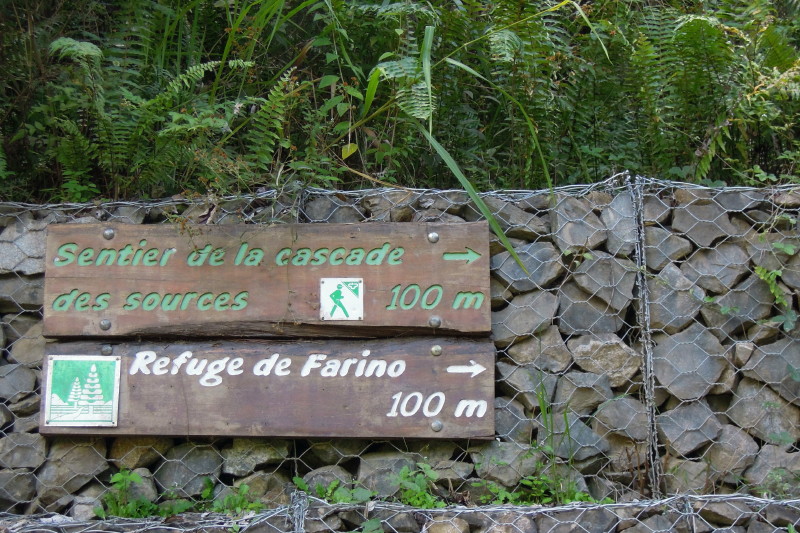 Sentier de la cascade
des sources 100 m
Refuge de Farino
100 m